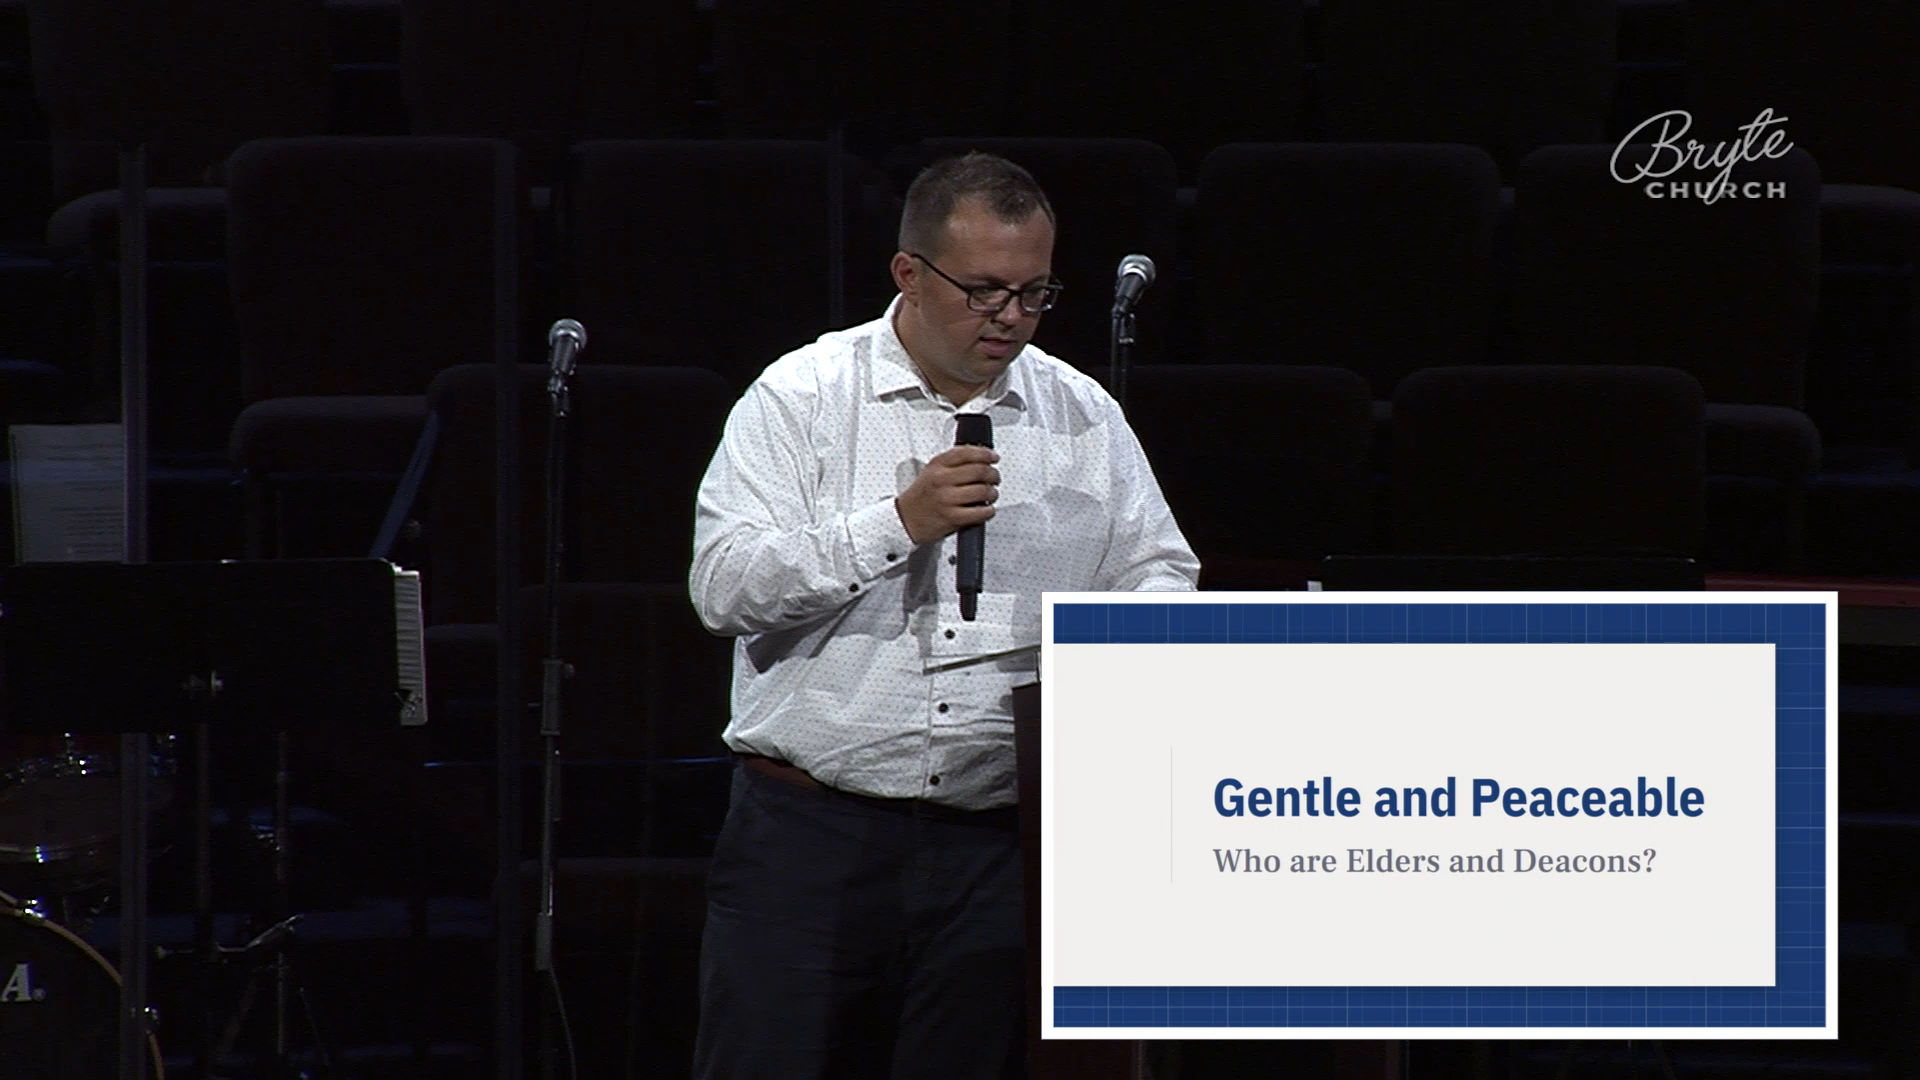 Bryte
CHURCH
Gentle and Peaceable
Who are Elders and Deacons?
A.